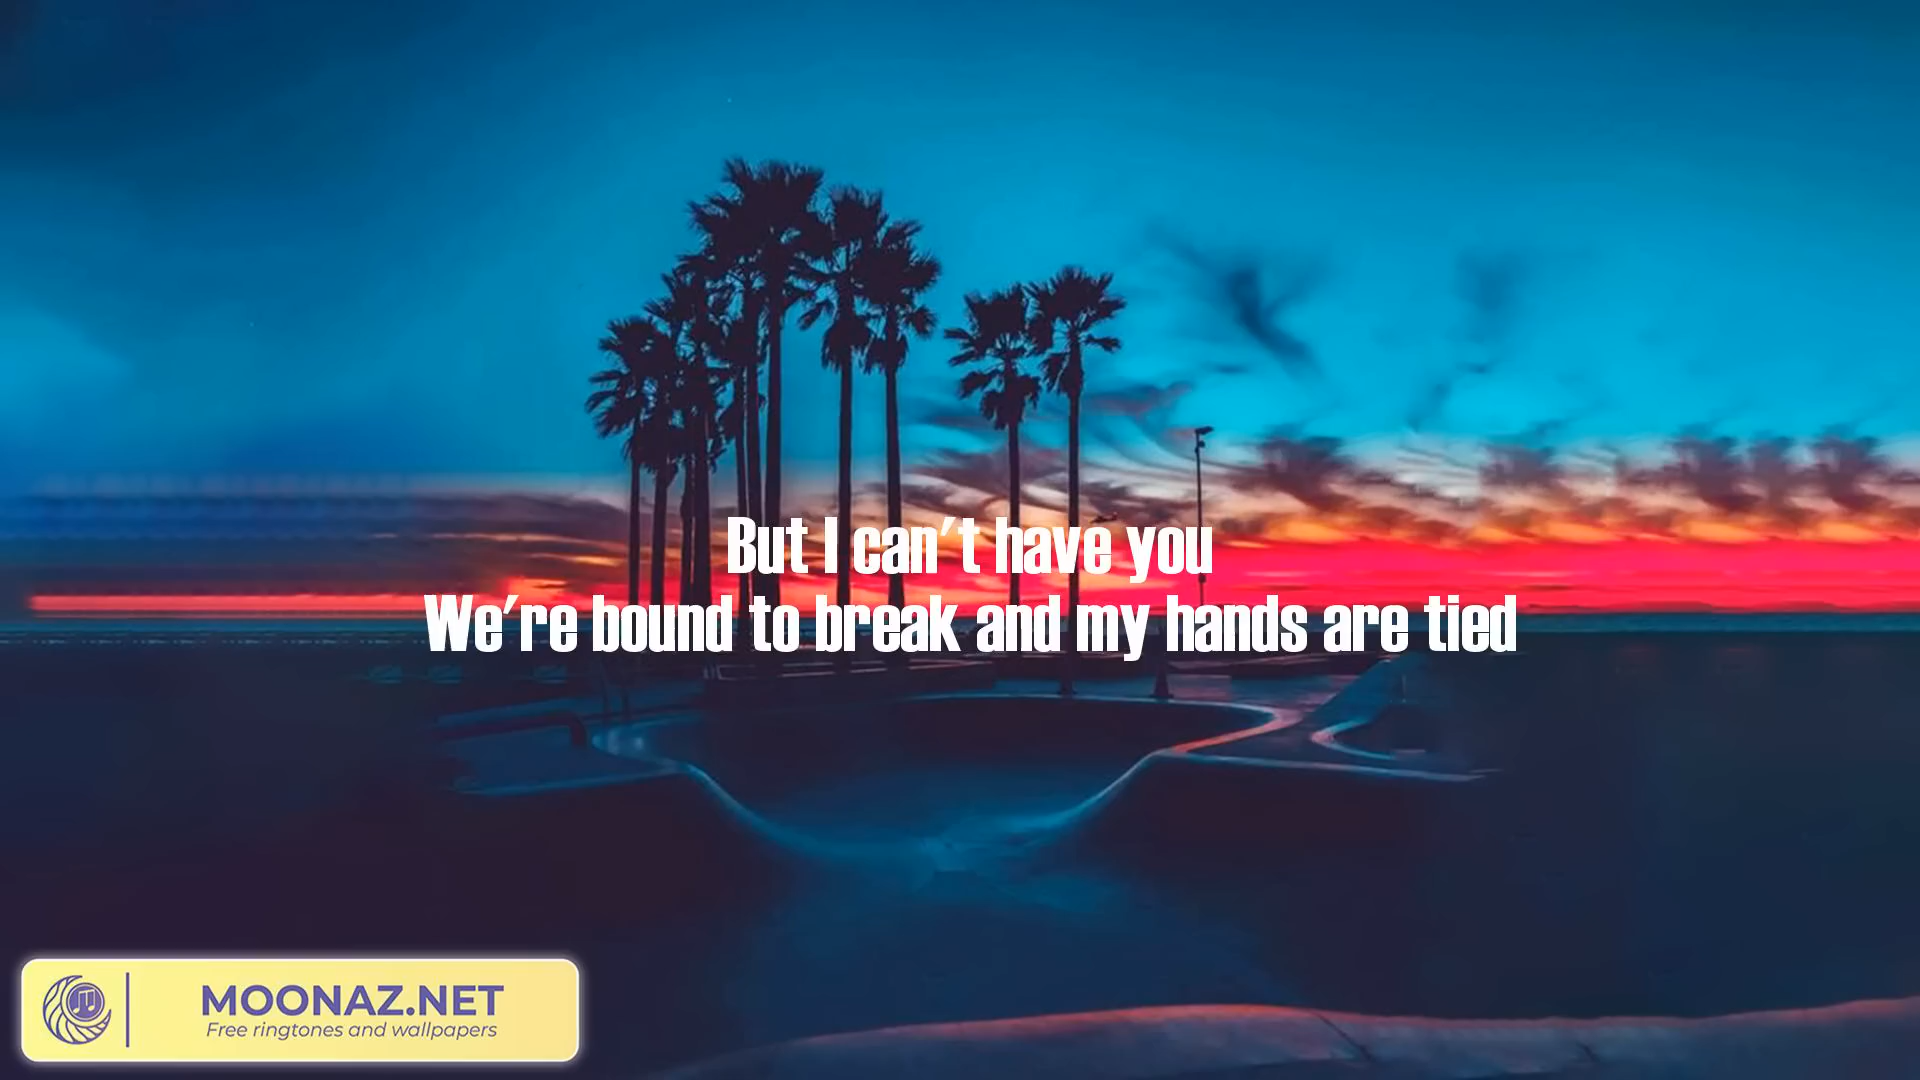 But I can't have you
We're bound to break and my hands are tied
MOONAZ.NET
Free ringtones and wallpapers